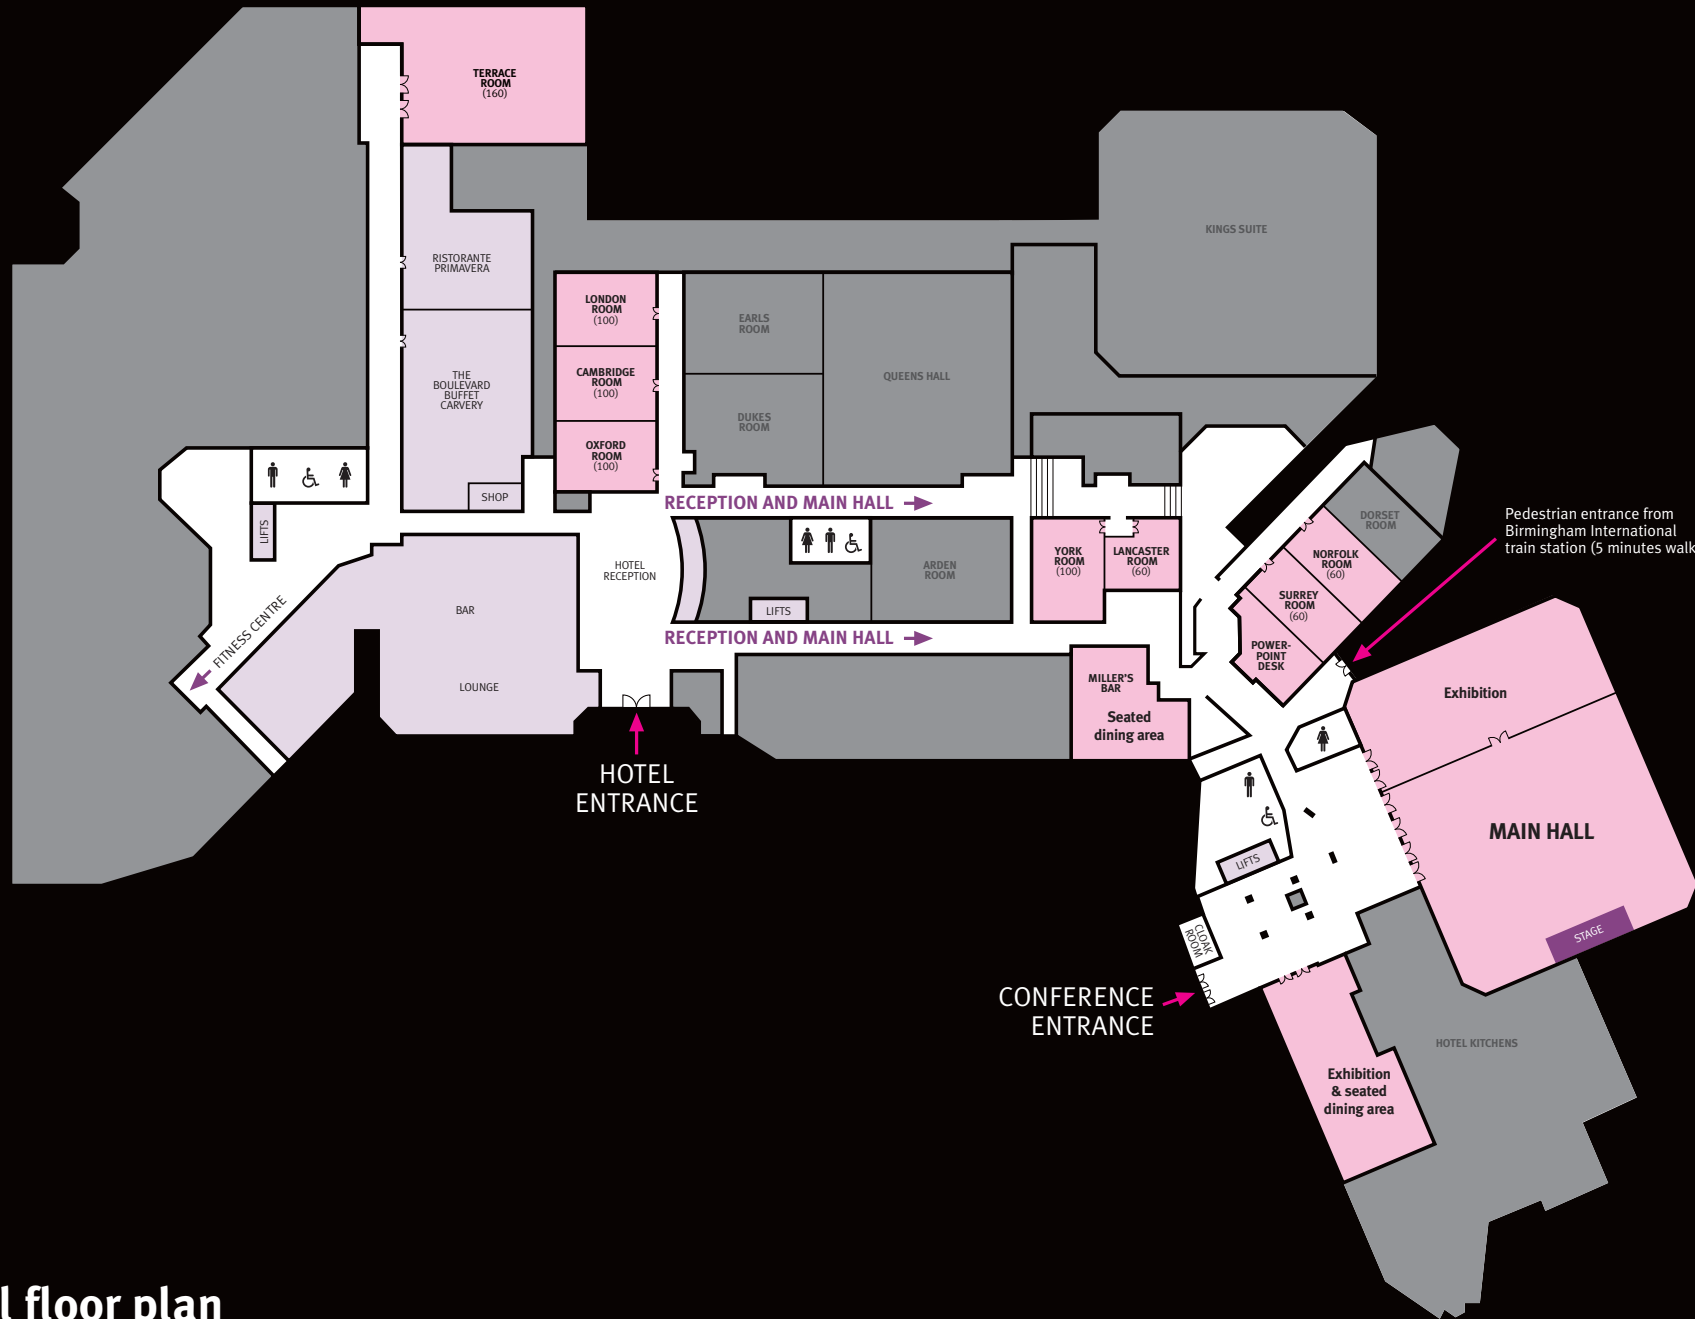 TERRACE
ROOM
(160)
KINGS SUITE
RISTORANTE
PRIMAVERA
LONDON
ROOM
(100)
EARLS
ROOM
THE
BOULEVARD
BUFFET
CARVERY
CAMBRIDGE
ROOM
(100)
QUEENS HALL
DUKES
ROOM
OXFORD
ROOM
(100)
SHOP
RECEPTION AND MAIN HALL
LIFTS
HOTEL
RECEPTION
ARDEN
ROOM
YORK
ROOM
(100)
LANCASTER
ROOM
(60)
DORSET
ROOM
NORFOLK
ROOM
(60)
SURREY
ROOM
(60)
POWER-
POINT
DESK
Pedestrian entrance from
Birmingham International
train station (5 minutes walk
LIFTS
BAR
FITNESS CENTRE
RECEPTION AND MAIN HALL
LOUNGE
MILLER'S
BAR
Seated
dining area
Exhibition
HOTEL
ENTRANCE
MAIN HALL
LIFTS
CLOAK
ROOM
STAGE
CONFERENCE
ENTRANCE
HOTEL KITCHENS
Exhibition
& seated
dining area
l floor plan